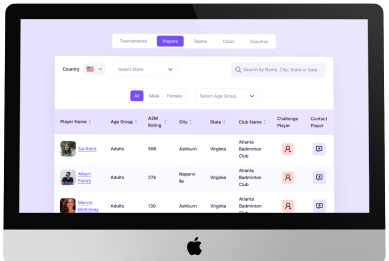 Tournaments Players Teams Clubs Coaches
Country Select State Search by Name, City, State or Date
All Male Female Select Age Group
Player Name Age Group A2M Rating City State Club Name Challenge Player Contact Player
Sai Rohit Adults 596 Ashburn Virginia Atlanta Badminton Club
Albert Flores Adults 274 Naperville Virginia Atlanta Badminton Club
Marvin McKinney Adults 130 Ashburn Virginia Atlanta Badminton Club